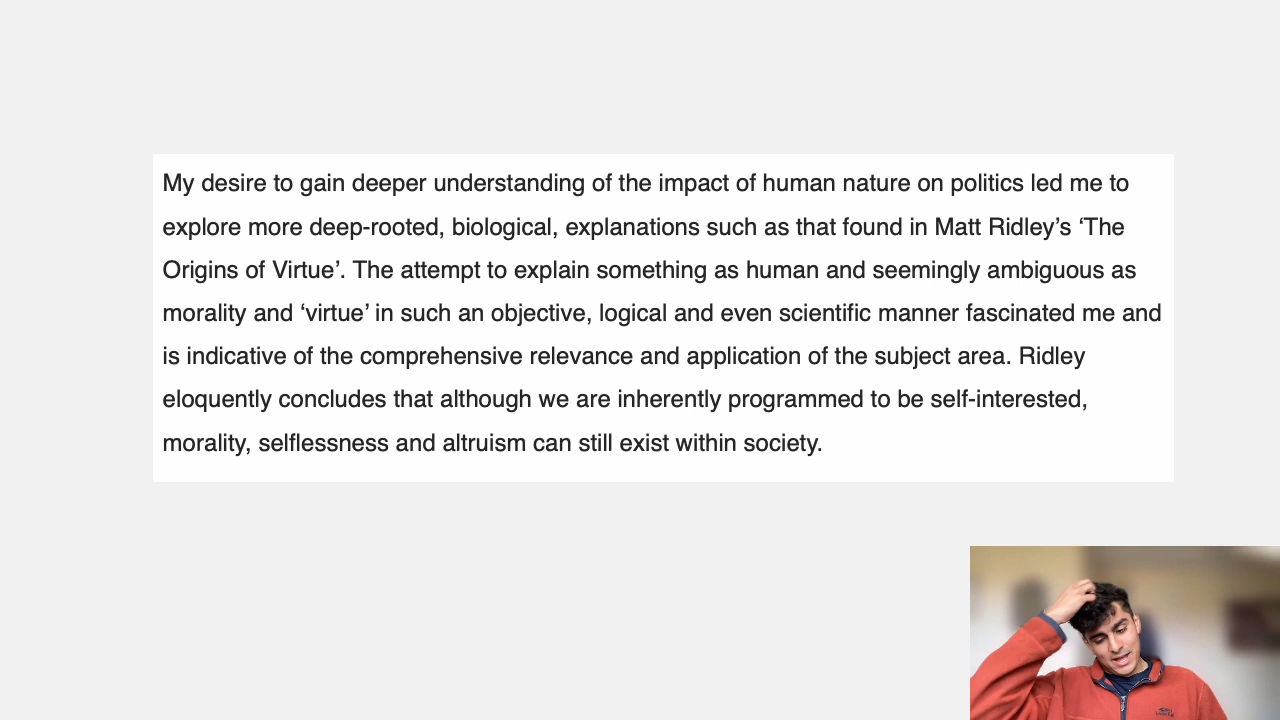 My desire to gain deeper understanding of the impact of human nature on politics led me to
explore more deep-rooted, biological, explanations such as that found in Matt Ridley’s ‘The
Origins of Virtue’. The attempt to explain something as human and seemingly ambiguous as
morality and ‘virtue’ in such an objective, logical and even scientific manner fascinated me and
is indicative of the comprehensive relevance and application of the subject area. Ridley
eloquently concludes that although we are inherently programmed to be self-interested,
morality, selflessness and altruism can still exist within society.